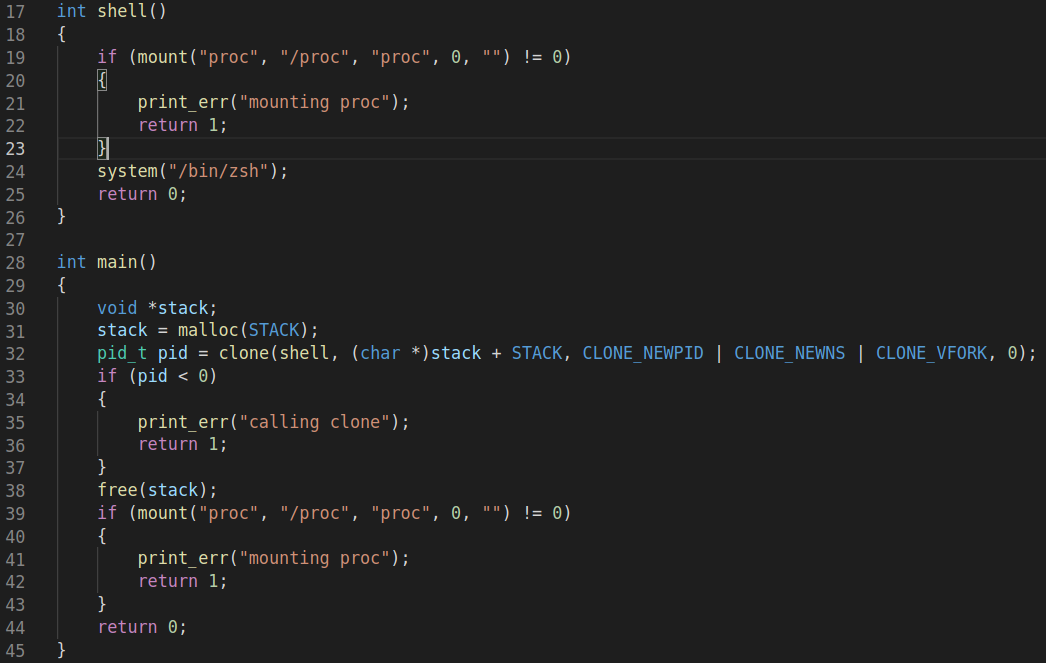 17 int shell()
18 {
19     if (mount("proc", "/proc", "proc", 0, "") != 0)
20     {
21         print_err("mounting proc");
22         return 1;
23     }
24     system("/bin/zsh");
25     return 0;
26 }
27
28 int main()
29 {
30     void *stack;
31     stack = malloc(STACK);
32     pid_t pid = clone(shell, (char *)stack + STACK, CLONE_NEWPID | CLONE_NEWNS | CLONE_VFORK, 0);
33     if (pid < 0)
34     {
35         print_err("calling clone");
36         return 1;
37     }
38     free(stack);
39     if (mount("proc", "/proc", "proc", 0, "") != 0)
40     {
41         print_err("mounting proc");
42         return 1;
43     }
44     return 0;
45 }